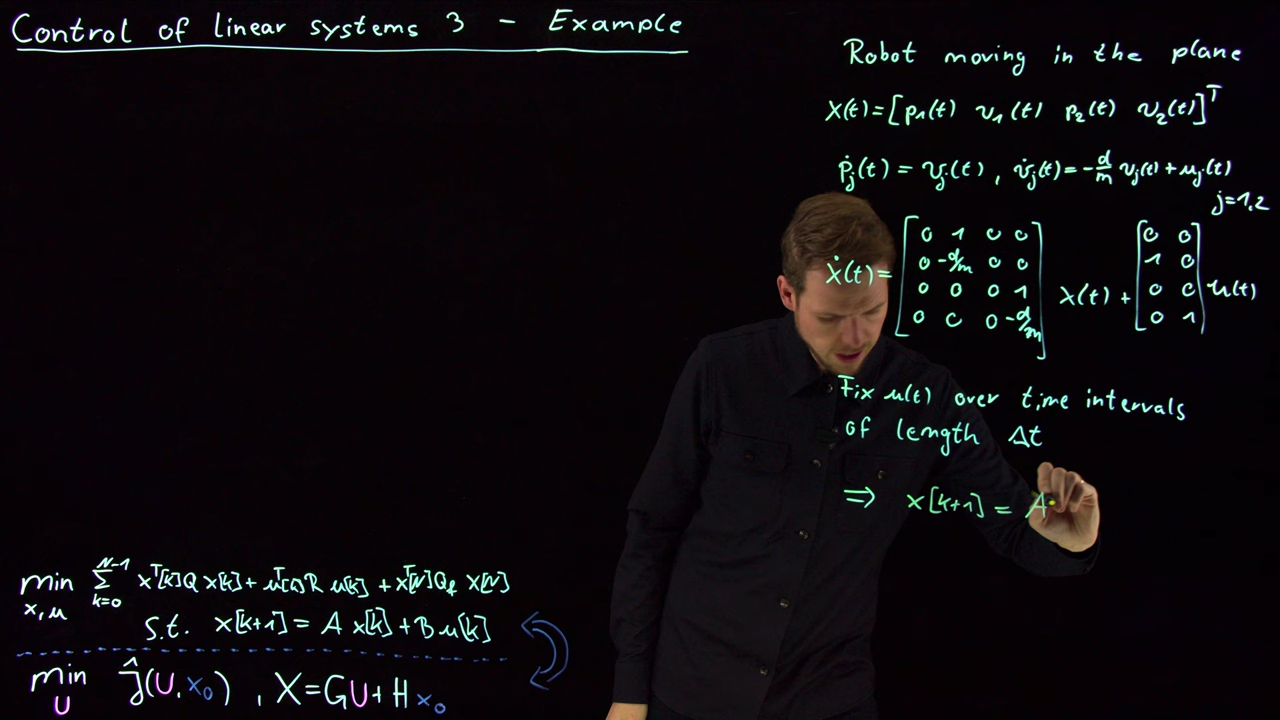 Control of linear systems 3 - Example
Robot moving in the plane
x(t)=[p1(t) v1(t) p2(t) v2(t)]^T
ṗj(t) = vj(t), v̇j(t)=-d/m vj(t)+uj(t)
j=1,2
ẋ(t)=[0 1 0 0; 0 -d/m 0 0; 0 0 0 1; 0 0 0 -d/m] x(t) + [0 0; 1 0; 0 0; 0 1] u(t)
Fix u(t) over time intervals
of length Δt
⇒ x[k+1] = A
min x,u Σ k=0 N-1 x^T[k]Q x[k]+ u^T[k]R u[k] + x^T[N]Qf x[N]
s.t. x[k+1] = A x[k]+B u[k]
min U Ĵ(U,x0), X=GU+H x0